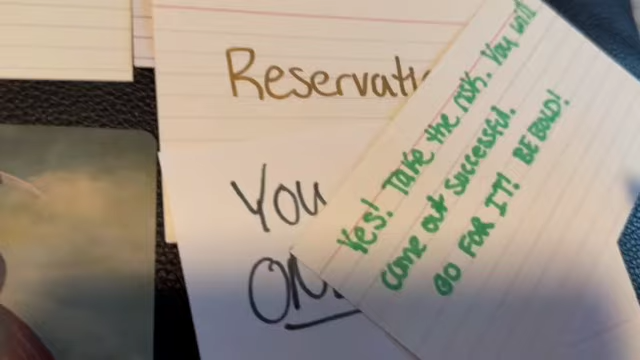 Reservati
YOU
ON
Yes! Take the risk. You will
come out successful.
GO FOR IT! BE BOLD!